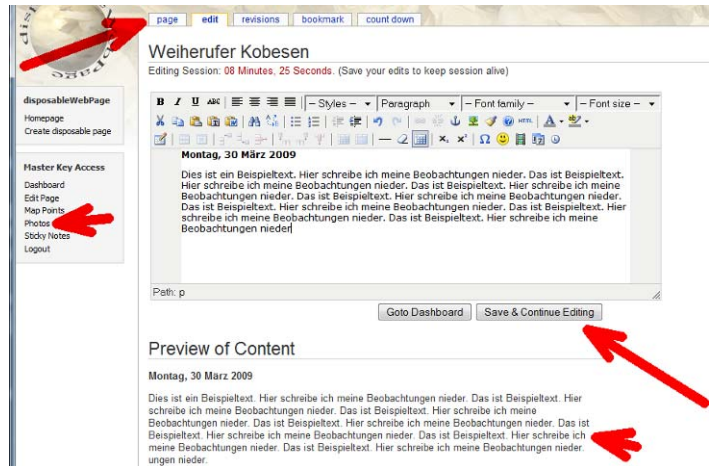 page edit revisions bookmark count down
Weiherufer Kobesen
Editing Session: 08 Minutes, 25 Seconds. (Save your edits to keep session alive)
disposableWebPage
Homepage
Create disposable page
Master Key Access
Dashboard
Edit Page
Map Points
Photos
Sticky Notes
Logout
B I U ABC – Styles – Paragraph – Font family – – Font size –
HTML A
Montag, 30 März 2009
Dies ist ein Beispieltext. Hier schreibe ich meine Beobachtungen nieder. Das ist Beispieltext.
Hier schreibe ich meine Beobachtungen nieder. Das ist Beispieltext. Hier schreibe ich meine
Beobachtungen nieder. Das ist Beispieltext. Hier schreibe ich meine Beobachtungen nieder.
Das ist Beispieltext. Hier schreibe ich meine Beobachtungen nieder. Das ist Beispieltext. Hier
schreibe ich meine Beobachtungen nieder. Das ist Beispieltext. Hier schreibe ich meine
Beobachtungen nieder
Path: p
Goto Dashboard Save & Continue Editing
Preview of Content
Montag, 30 März 2009
Dies ist ein Beispieltext. Hier schreibe ich meine Beobachtungen nieder. Das ist Beispieltext. Hier
schreibe ich meine Beobachtungen nieder. Das ist Beispieltext. Hier schreibe ich meine
Beobachtungen nieder. Das ist Beispieltext. Hier schreibe ich meine Beobachtungen nieder. Das ist
Beispieltext. Hier schreibe ich meine Beobachtungen nieder. Das ist Beispieltext. Hier schreibe ich
meine Beobachtungen nieder. Das ist Beispieltext. Hier schreibe ich meine Beobachtungen nieder.
ungen nieder.